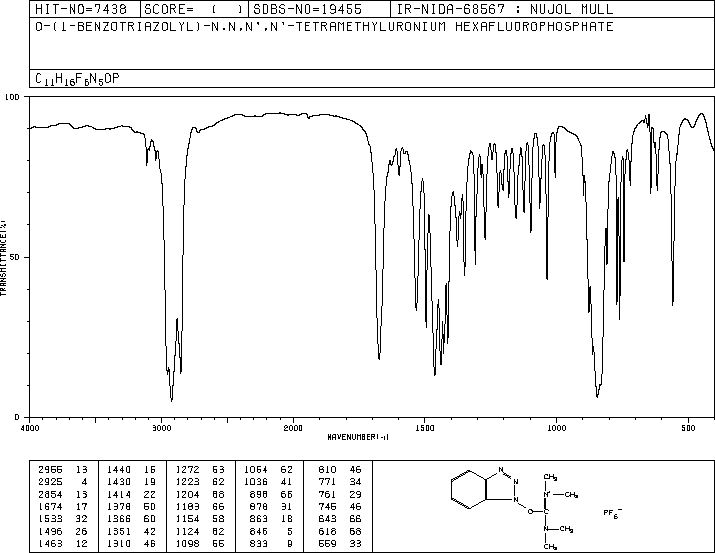 HIT-NO=7438 SCORE= ( ) SDBS-NO=19455 IR-NIDA-68567 : NUJOL MULL
O-(1-BENZOTRIAZOLYL)-N,N,N',N'-TETRAMETHYLURONIUM HEXAFLUOROPHOSPHATE
C11H16F6N5OP
100
TRANSMITTANCE(%)
50
0
4000 3000 2000 1500 1000 500
WAVENUMBER(-1)
2955 13 1440 16 1272 53 1064 62 810 46
2925 4 1430 19 1223 62 1036 41 771 34
2854 13 1414 22 1204 68 898 66 761 29
1674 17 1378 50 1183 66 878 31 745 46
1533 32 1366 60 1154 58 863 18 643 66
1496 26 1351 42 1124 62 846 5 618 68
1463 12 1310 46 1098 55 833 9 559 33
N
N
N
O
C
CH3
N+
CH3
N
CH3
CH3
PF6−